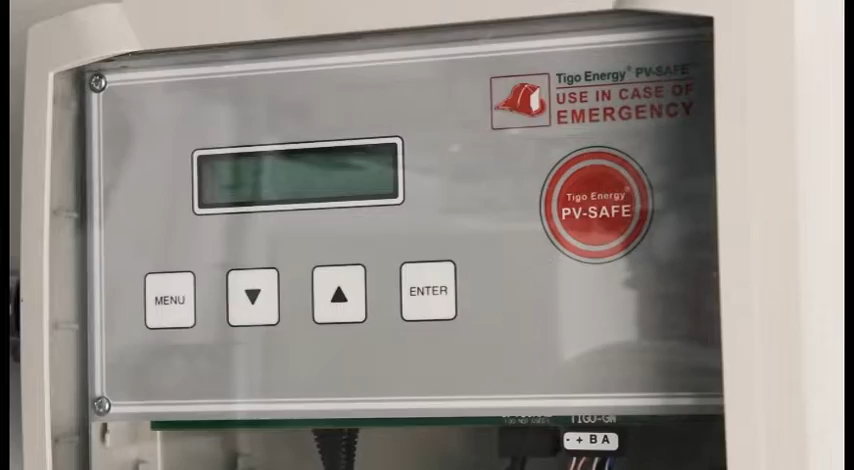 Tigo Energy® PV-SAFE™
USE IN CASE OF
EMERGENCY
Tigo Energy®
PV-SAFE
MENU
▼
▲
ENTER
TIGO-GW
- + B A